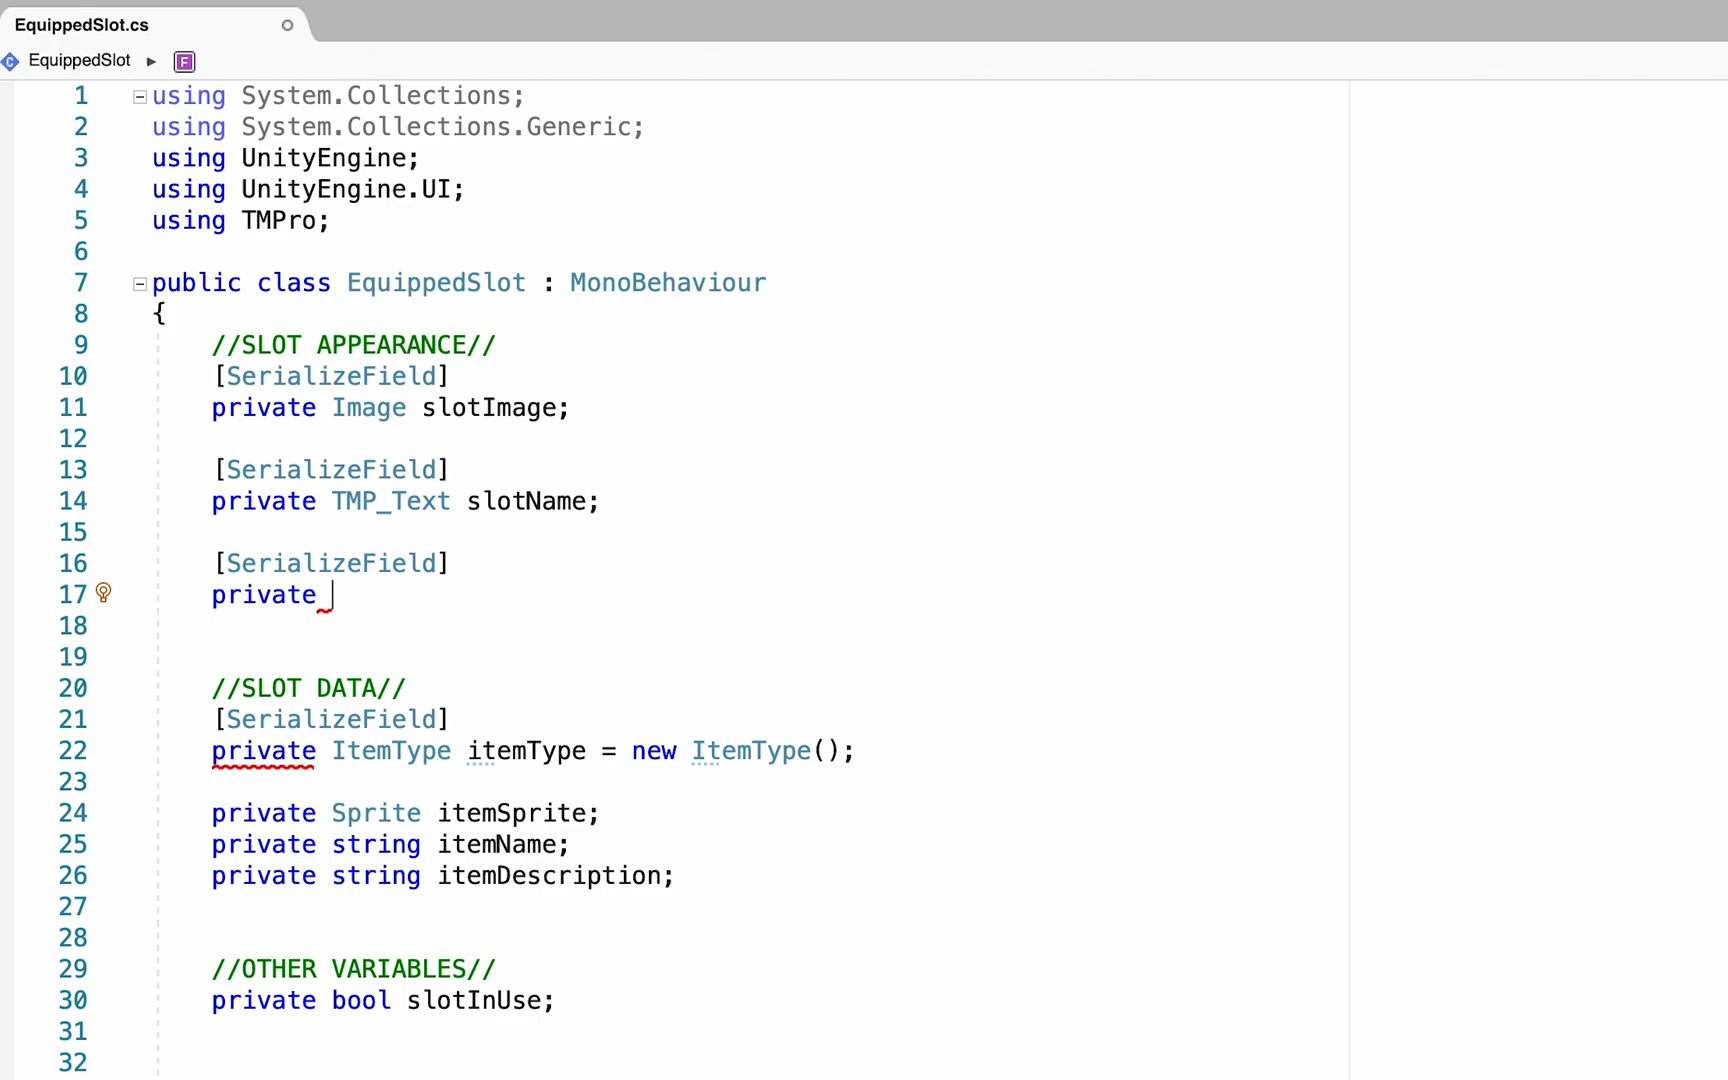 EquippedSlot.cs
EquippedSlot ▸ F
1 using System.Collections;
2 using System.Collections.Generic;
3 using UnityEngine;
4 using UnityEngine.UI;
5 using TMPro;
6
7 public class EquippedSlot : MonoBehaviour
8 {
9 //SLOT APPEARANCE//
10 [SerializeField]
11 private Image slotImage;
12
13 [SerializeField]
14 private TMP_Text slotName;
15
16 [SerializeField]
17 private
18
19
20 //SLOT DATA//
21 [SerializeField]
22 private ItemType itemType = new ItemType();
23
24 private Sprite itemSprite;
25 private string itemName;
26 private string itemDescription;
27
28
29 //OTHER VARIABLES//
30 private bool slotInUse;
31
32